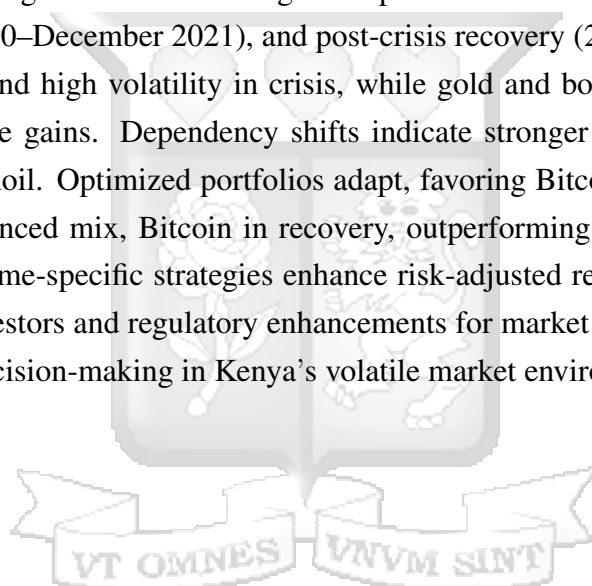 0–December 2021), and post-crisis recovery (2
nd high volatility in crisis, while gold and bo
e gains. Dependency shifts indicate stronger
oil. Optimized portfolios adapt, favoring Bitco
nced mix, Bitcoin in recovery, outperforming
me-specific strategies enhance risk-adjusted re
estors and regulatory enhancements for market
cision-making in Kenya's volatile market enviro
VT OMNES VNVM SINT